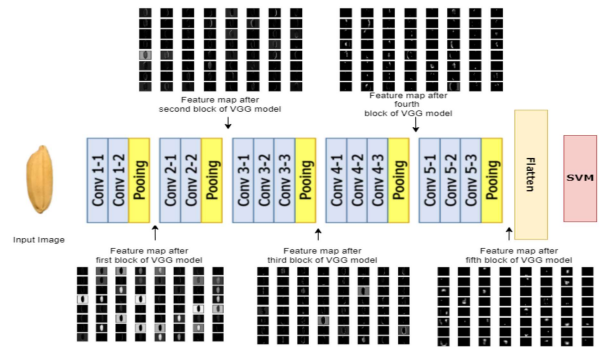 Feature map after
second block of VGG model
Feature map after
fourth
block of VGG model
Conv 1-1
Conv 1-2
Pooing
Conv 2-1
Conv 2-2
Pooing
Conv 3-1
Conv 3-2
Conv 3-3
Pooing
Conv 4-1
Conv 4-2
Conv 4-3
Pooing
Conv 5-1
Conv 5-2
Conv 5-3
Pooing
Flatten
SVM
Input Image
Feature map after
first block of VGG model
Feature map after
third block of VGG model
Feature map after
fifth block of VGG model